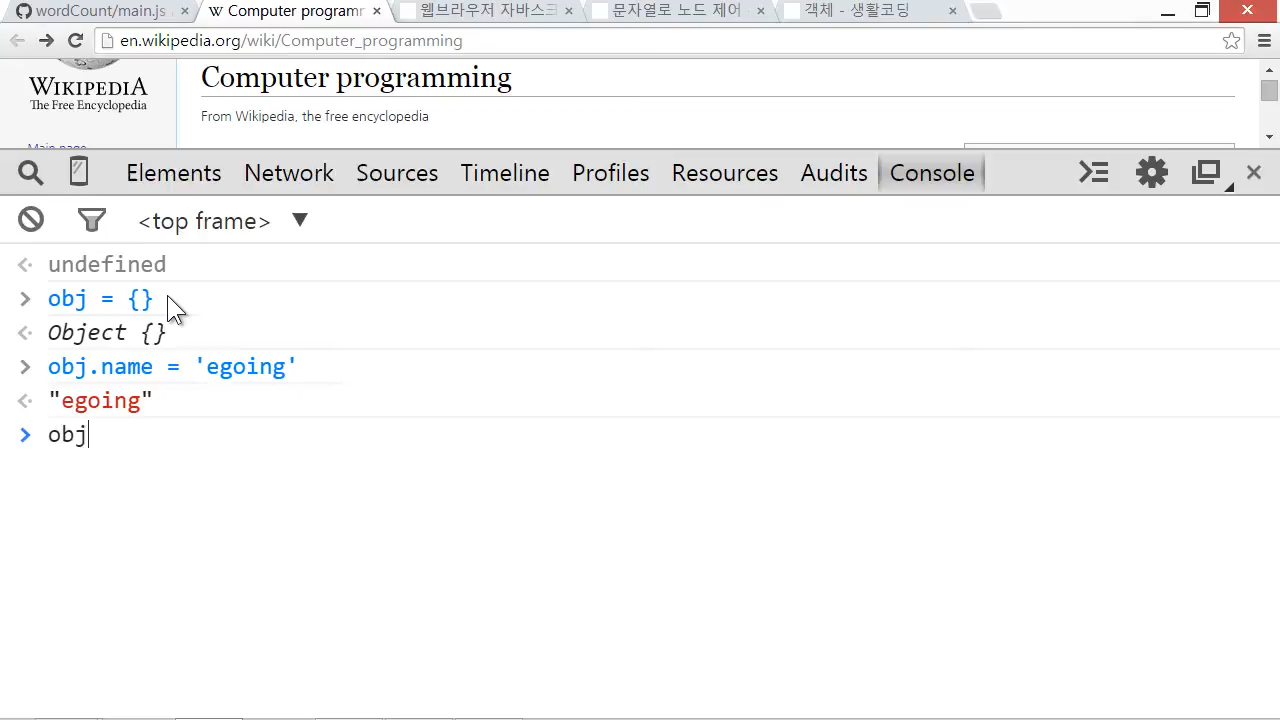 wordCount/main.js
Computer programm
웹브라우저 자바스크
문자열로 노드 제어
객체 - 생활코딩
en.wikipedia.org/wiki/Computer_programming
WIKIPEDIA
The Free Encyclopedia
Computer programming
From Wikipedia, the free encyclopedia
Main page
Elements Network Sources Timeline Profiles Resources Audits Console
<top frame> ▼
undefined
obj = {}
Object {}
obj.name = 'egoing'
"egoing"
obj